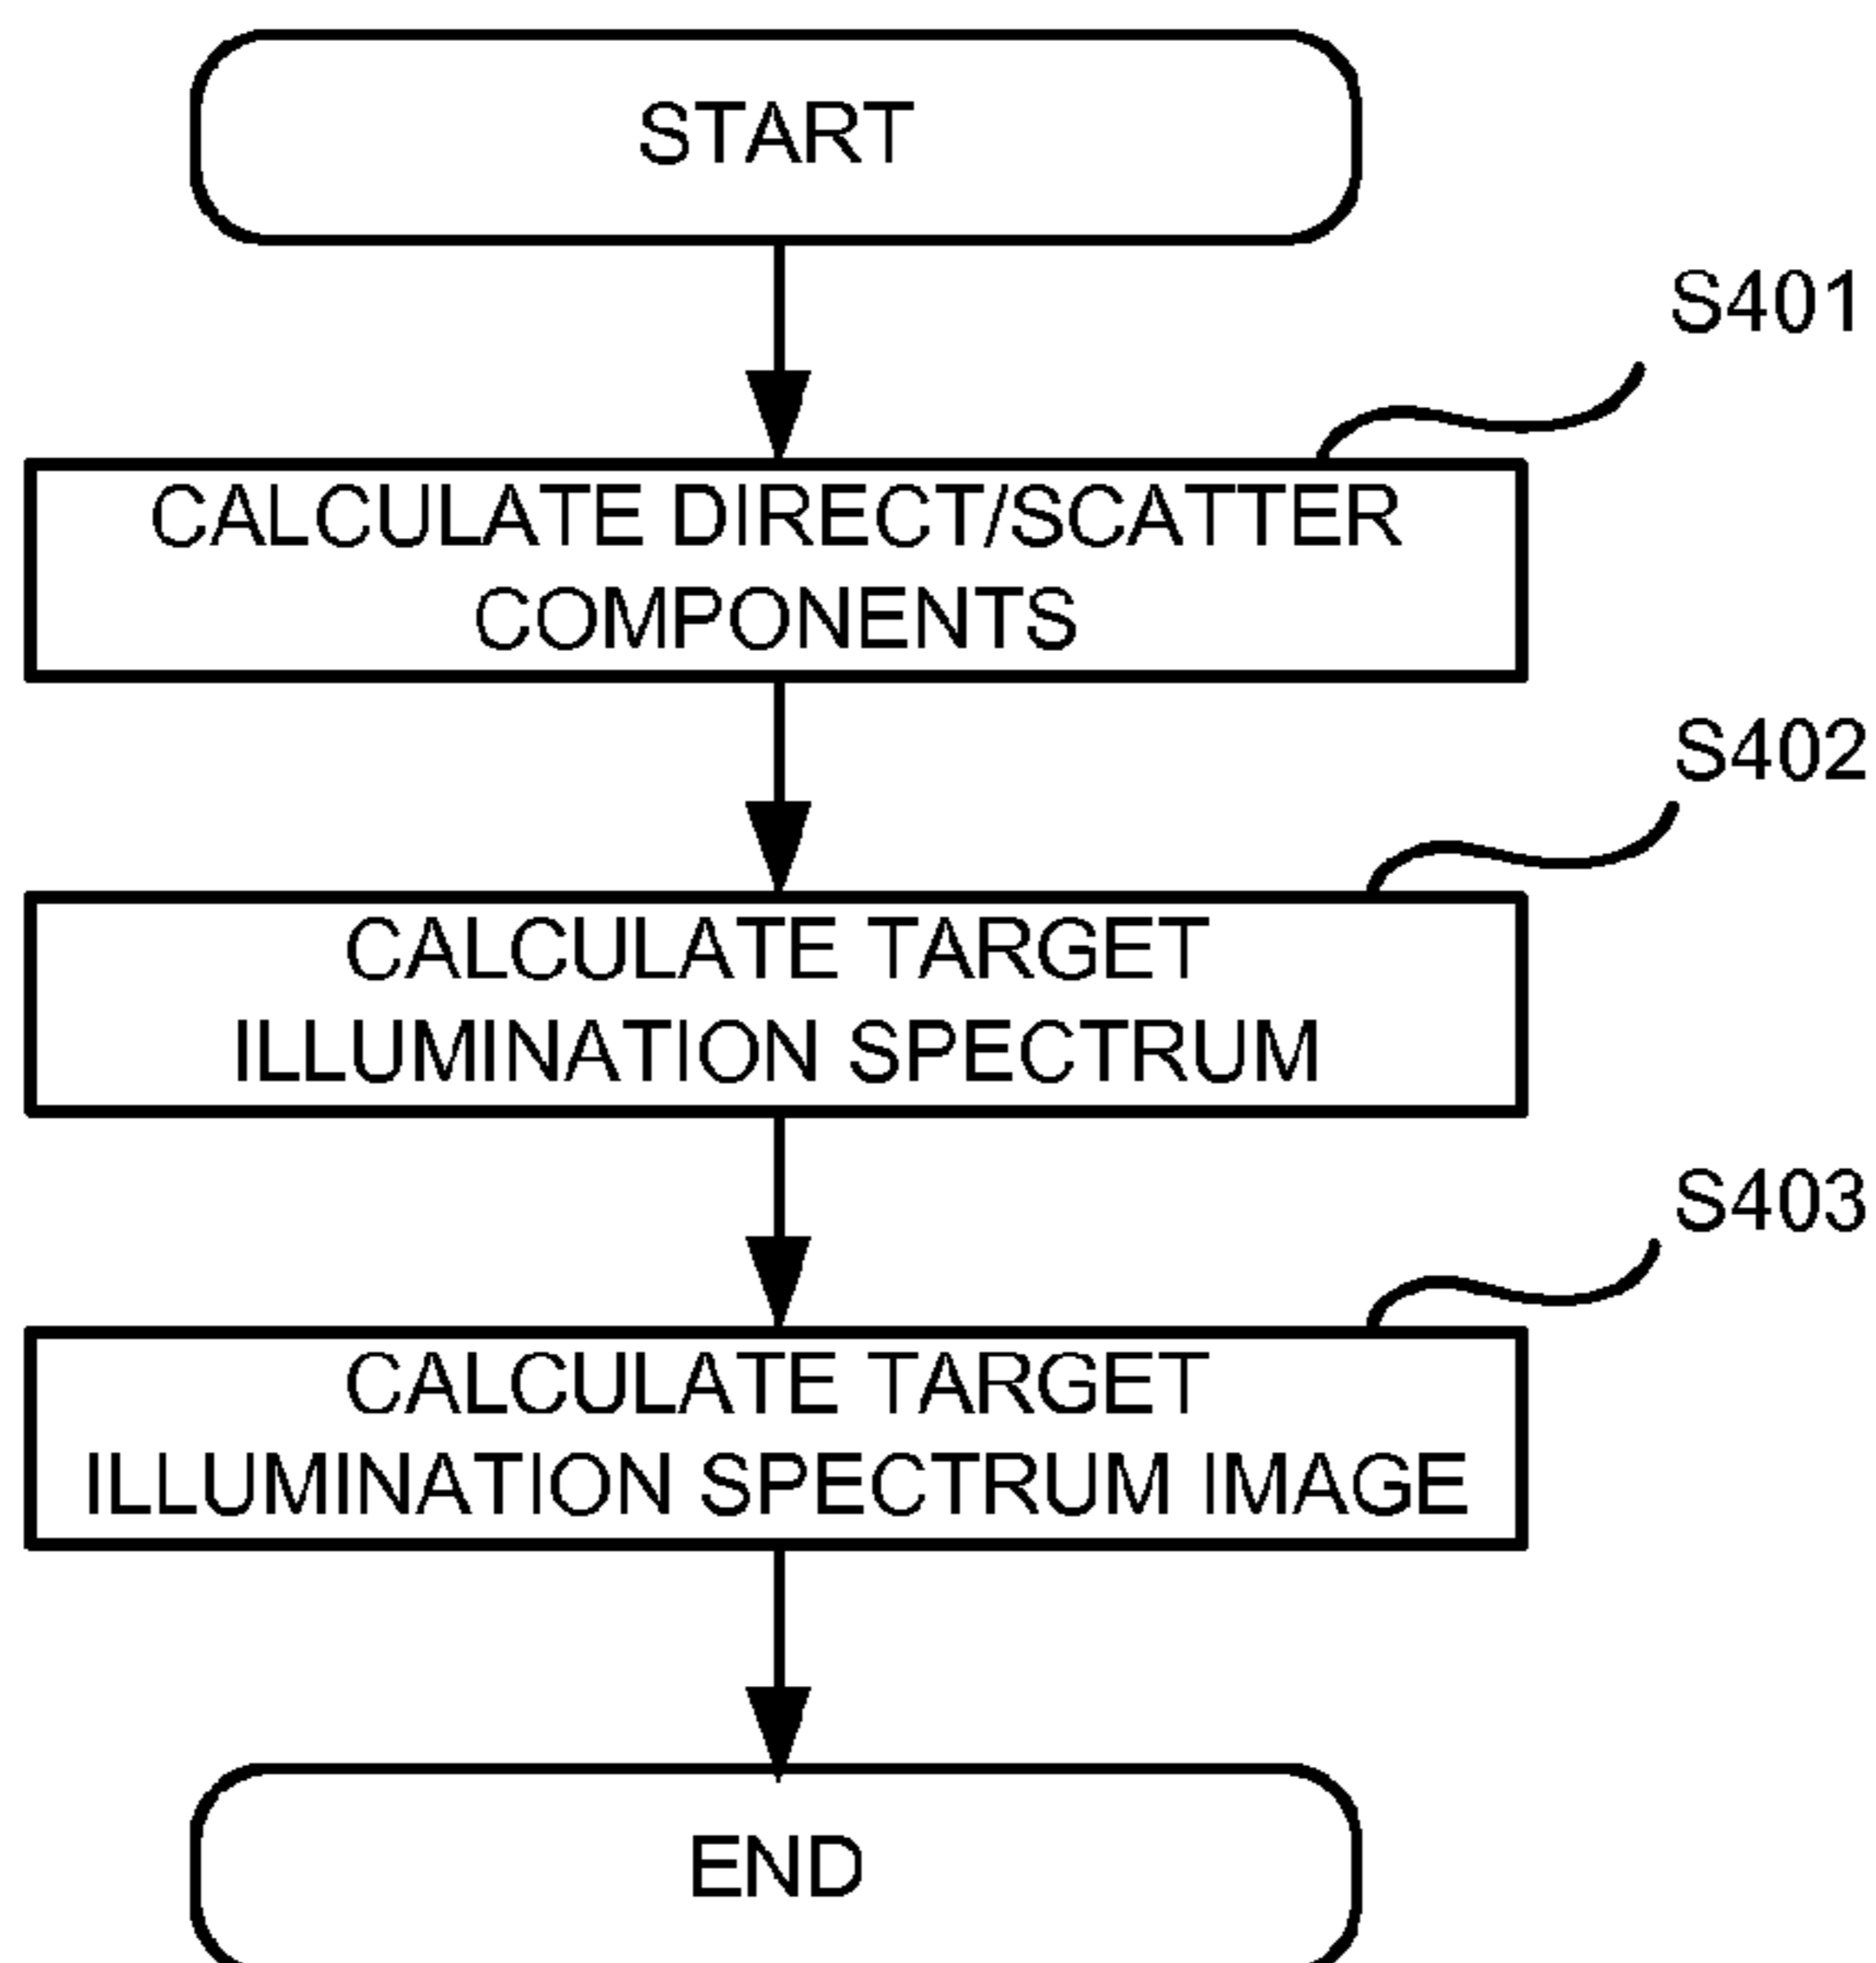 START
S401
CALCULATE DIRECT/SCATTER
COMPONENTS
S402
CALCULATE TARGET
ILLUMINATION SPECTRUM
S403
CALCULATE TARGET
ILLUMINATION SPECTRUM IMAGE
END